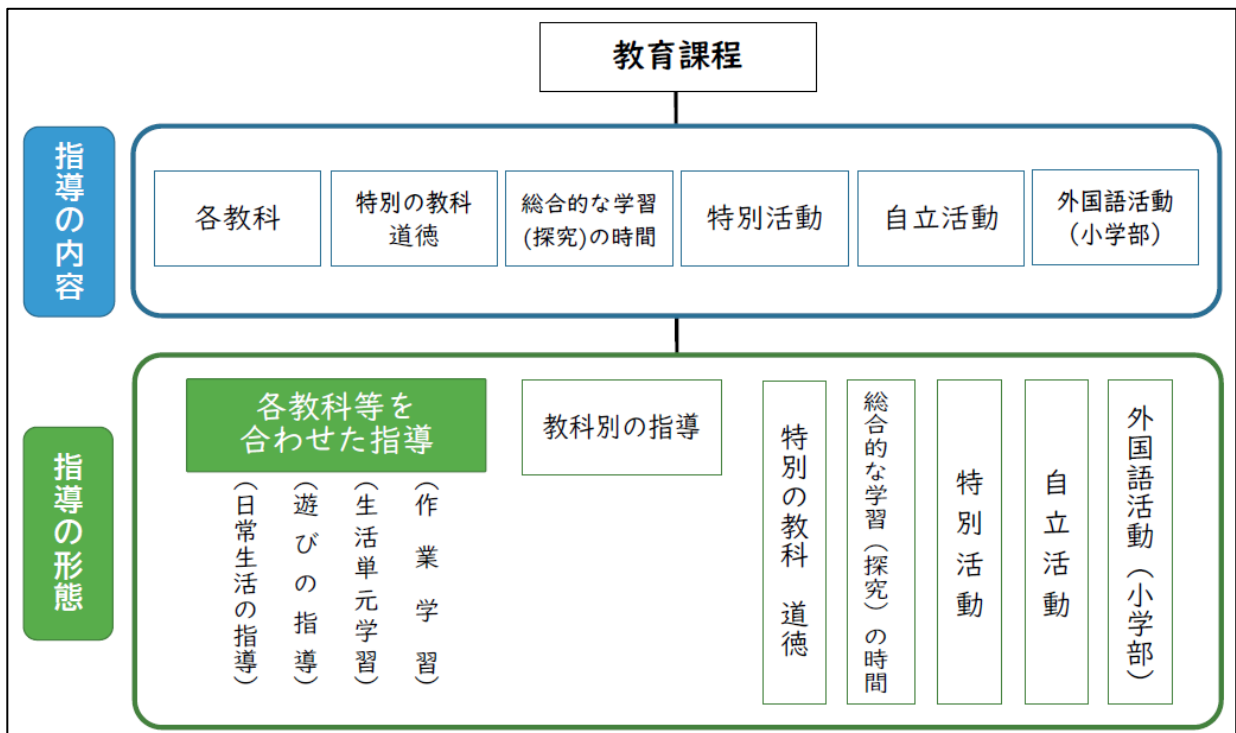 教育課程
指導の内容
各教科
特別の教科
道徳
総合的な学習
(探究)の時間
特別活動
自立活動
外国語活動
（小学部）
指導の形態
各教科等を
合わせた指導
（日常生活の指導）
（遊びの指導）
（生活単元学習）
（作業学習）
教科別の指導
特別の教科　道徳
総合的な学習（探究）の時間
特別活動
自立活動
外国語活動（小学部）